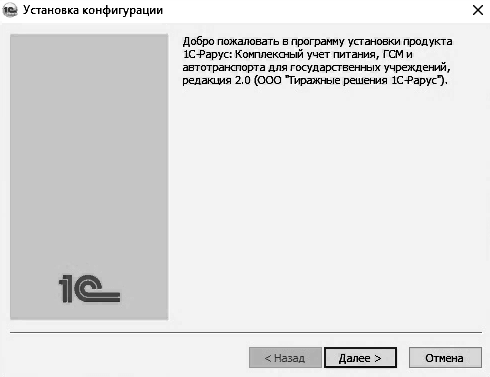 Установка конфигурации
Добро пожаловать в программу установки продукта
1С-Рарус: Комплексный учет питания, ГСМ и
автотранспорта для государственных учреждений,
редакция 2.0 (ООО "Тиражные решения 1С-Рарус").
1С
< Назад
Далее >
Отмена